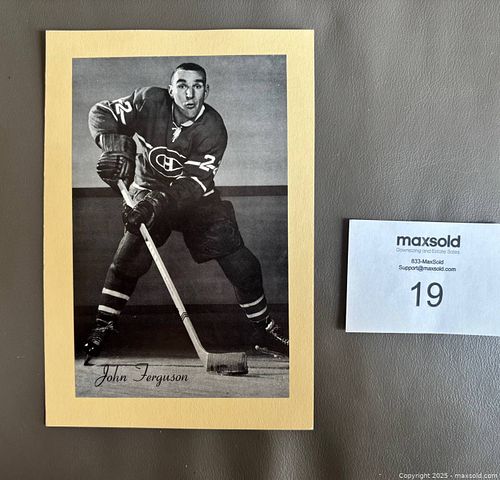 22
22
CH
John Ferguson
maxsold
Downsizing and Estate Sales
833-MaxSold
Support@maxsold.com
19
Copyright © 2025 - maxsold.com